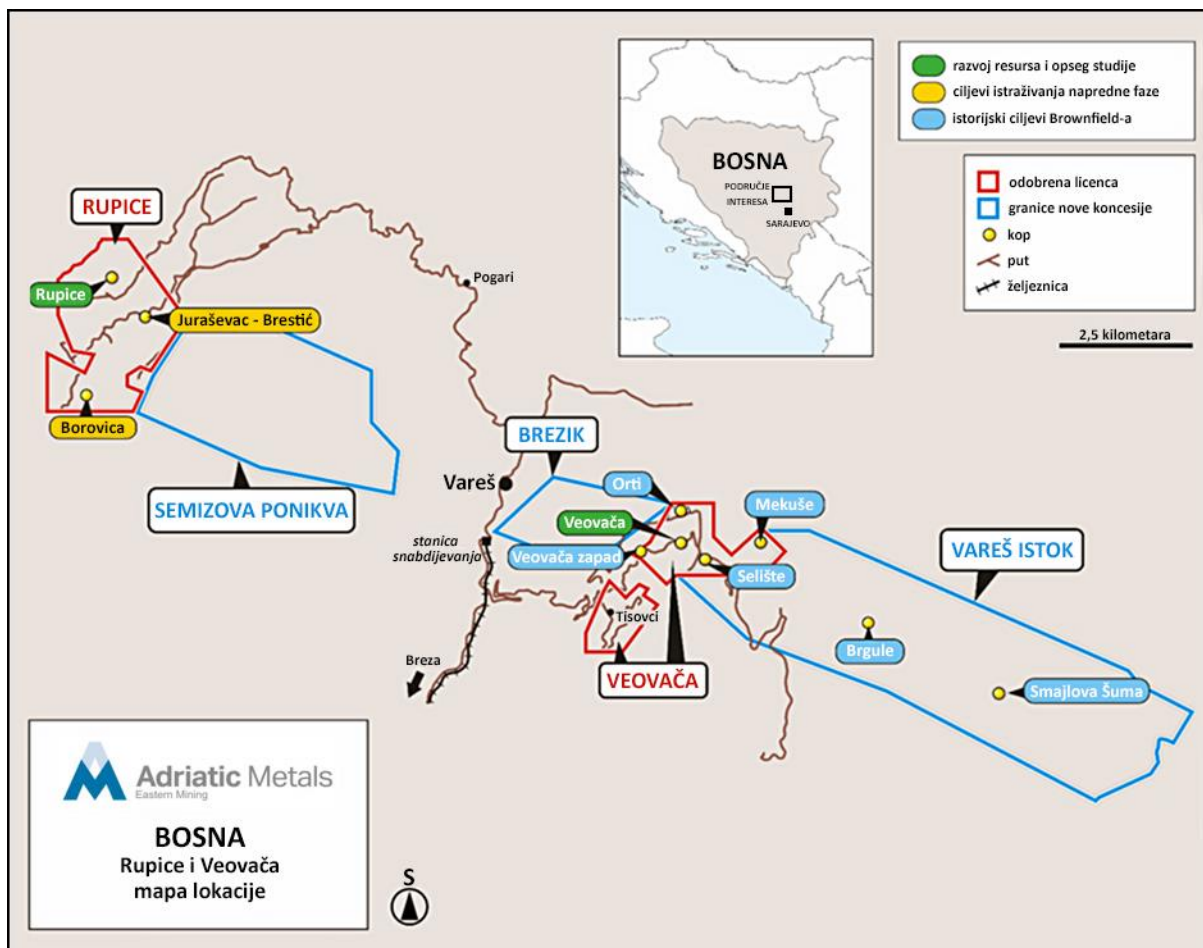 razvoj resursa i opseg studije
ciljevi istraživanja napredne faze
istorijski ciljevi Brownfield-a
odobrena licenca
granice nove koncesije
kop
put
željeznica
2,5 kilometara
BOSNA
PODRUČJE
INTERESA
SARAJEVO
RUPICE
Rupice
Juraševac - Brestić
Borovica
SEMIZOVA PONIKVA
Pogari
BREZIK
Vareš
stanica
snabdijevanja
Orti
Veovača
Veovača zapad
Mekuše
Selište
VAREŠ ISTOK
Tisovci
Brgule
Breza
VEOVAČA
Smajlova Šuma
Adriatic Metals
Eastern Mining
BOSNA
Rupice i Veovača
mapa lokacije
S